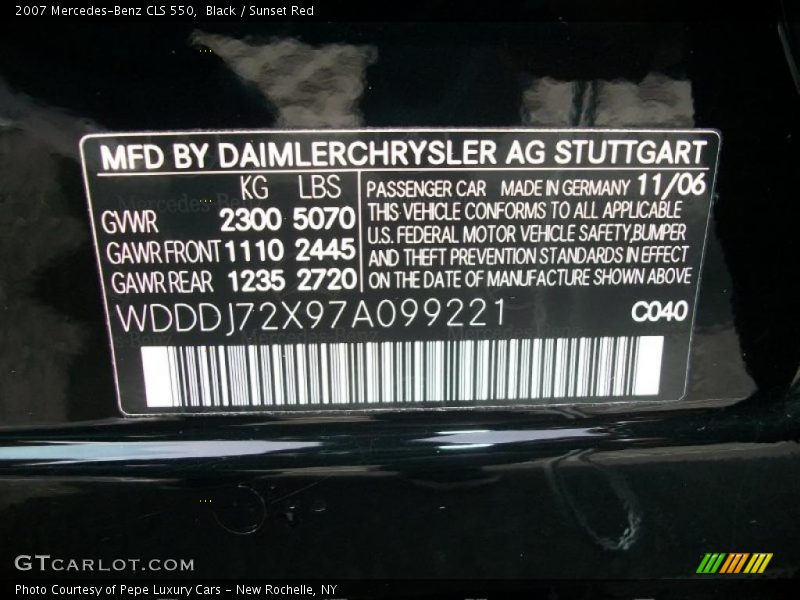 2007 Mercedes-Benz CLS 550,  Black / Sunset Red
MFD BY DAIMLERCHRYSLER AG STUTTGART
KG LBS
GVWR 2300 5070
GAWR FRONT 1110 2445
GAWR REAR 1235 2720
PASSENGER CAR MADE IN GERMANY 11/06
THIS VEHICLE CONFORMS TO ALL APPLICABLE
U.S. FEDERAL MOTOR VEHICLE SAFETY,BUMPER
AND THEFT PREVENTION STANDARDS IN EFFECT
ON THE DATE OF MANUFACTURE SHOWN ABOVE
WDDDJ72X97A099221 C040
GTCARLOT.COM
Photo Courtesy of Pepe Luxury Cars - New Rochelle, NY